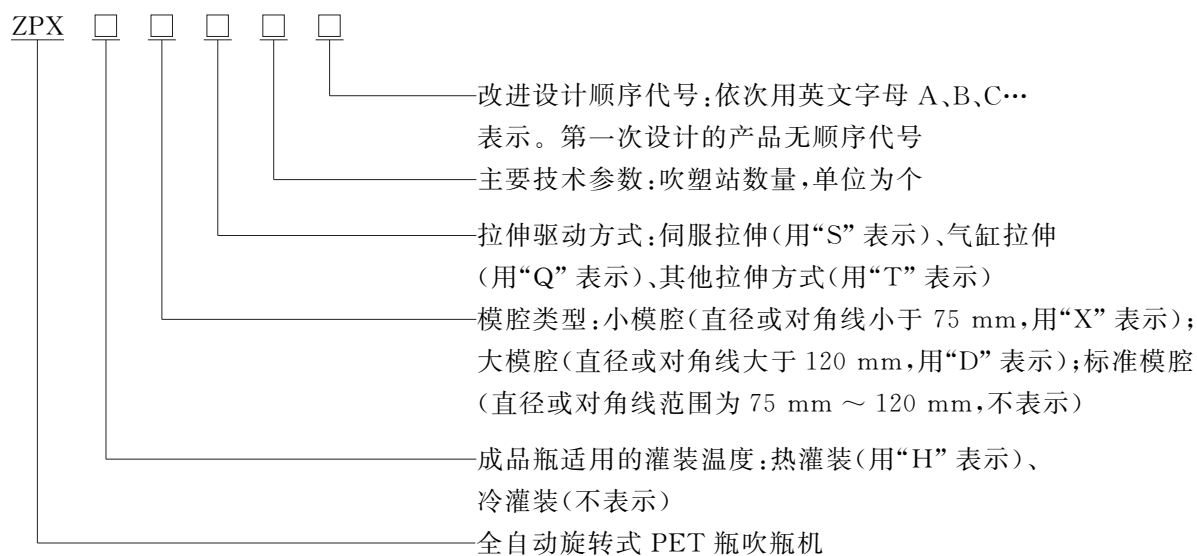 ZPX □ □ □ □ □
改进设计顺序代号:依次用英文字母 A、B、C…
表示。第一次设计的产品无顺序代号
主要技术参数:吹塑站数量,单位为个
拉伸驱动方式:伺服拉伸(用“S”表示)、气缸拉伸
(用“Q”表示)、其他拉伸方式(用“T”表示)
模腔类型:小模腔(直径或对角线小于 75 mm,用“X”表示);
大模腔(直径或对角线大于 120 mm,用“D”表示);标准模腔
(直径或对角线范围为 75 mm ~ 120 mm,不表示)
成品瓶适用的灌装温度:热灌装(用“H”表示)、
冷灌装(不表示)
全自动旋转式 PET 瓶吹瓶机